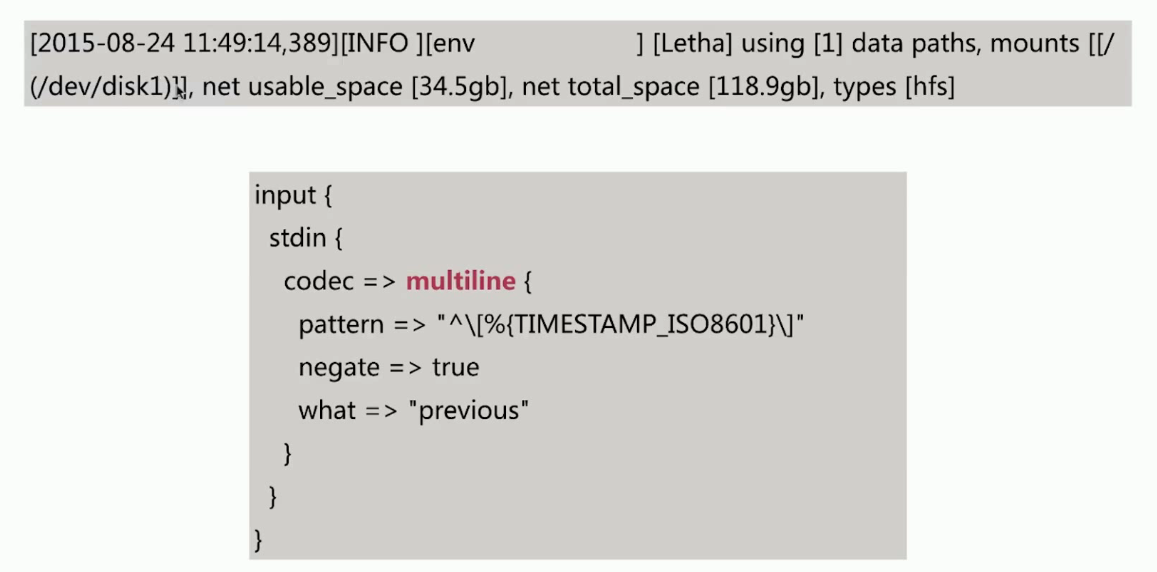 [2015-08-24 11:49:14,389][INFO ][env                      ] [Letha] using [1] data paths, mounts [[/
(/dev/disk1)]], net usable_space [34.5gb], net total_space [118.9gb], types [hfs]
input {
  stdin {
    codec => multiline {
      pattern => "^\[%{TIMESTAMP_ISO8601}\]"
      negate => true
      what => "previous"
    }
  }
}